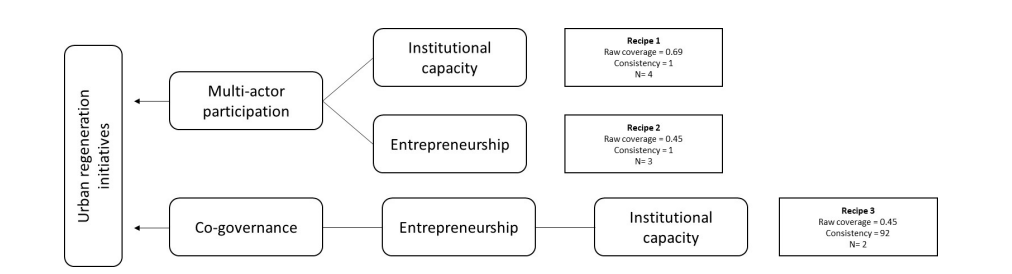 Urban regeneration
initiatives
Multi-actor
participation
Institutional
capacity
Recipe 1
Raw coverage = 0.69
Consistency = 1
N= 4
Entrepreneurship
Recipe 2
Raw coverage = 0.45
Consistency = 1
N= 3
Co-governance
Entrepreneurship
Institutional
capacity
Recipe 3
Raw coverage = 0.45
Consistency = 92
N= 2